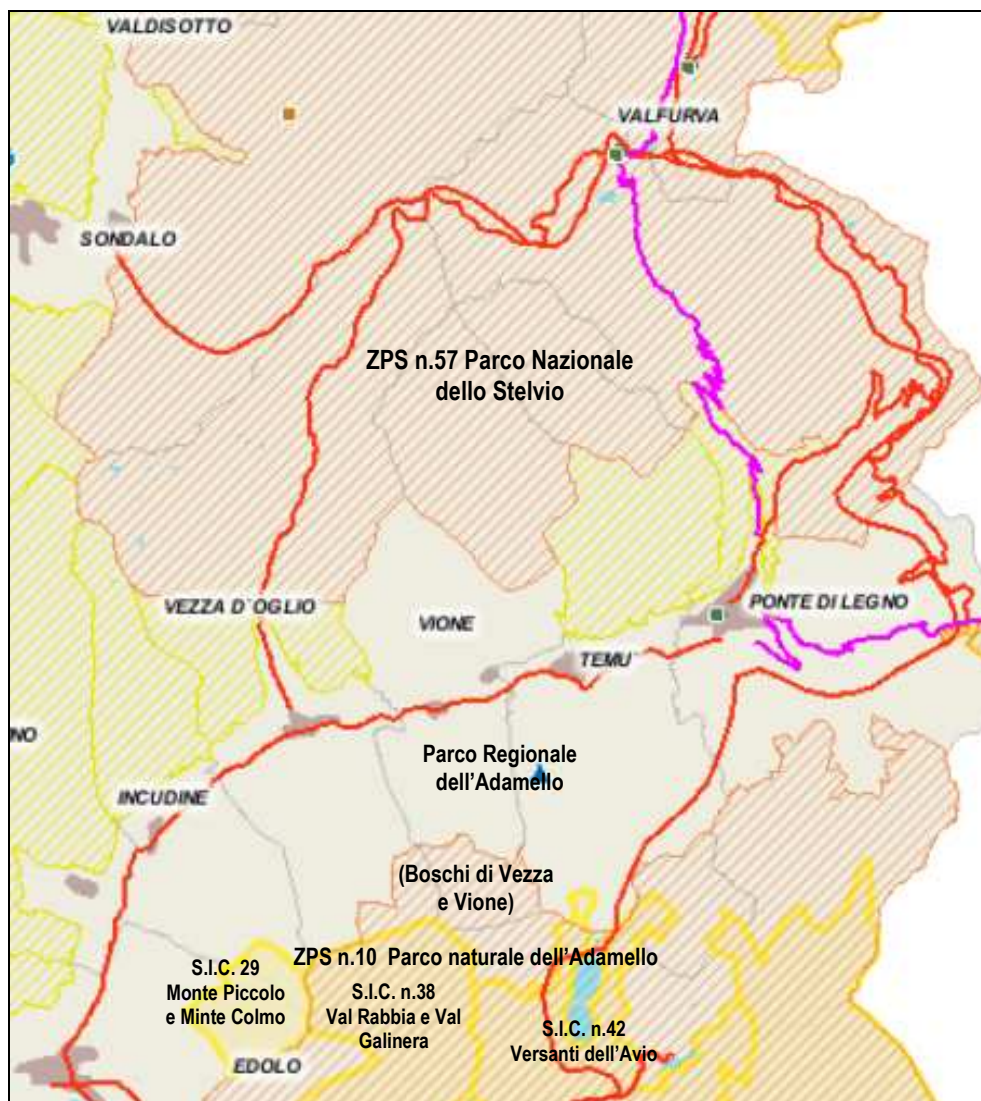 VALDISOTTO
VALFURVA
SONDALO
ZPS n.57 Parco Nazionale
dello Stelvio
VEZZA D`OGLIO
VIONE
PONTE DI LEGNO
TEMU
NO
Parco Regionale
dell'Adamello
INCUDINE
(Boschi di Vezza
e Vione)
ZPS n.10 Parco naturale dell'Adamello
S.I.C. 29
Monte Piccolo
e Minte Colmo
S.I.C. n.38
Val Rabbia e Val
Galinera
S.I.C. n.42
Versanti dell'Avio
EDOLO